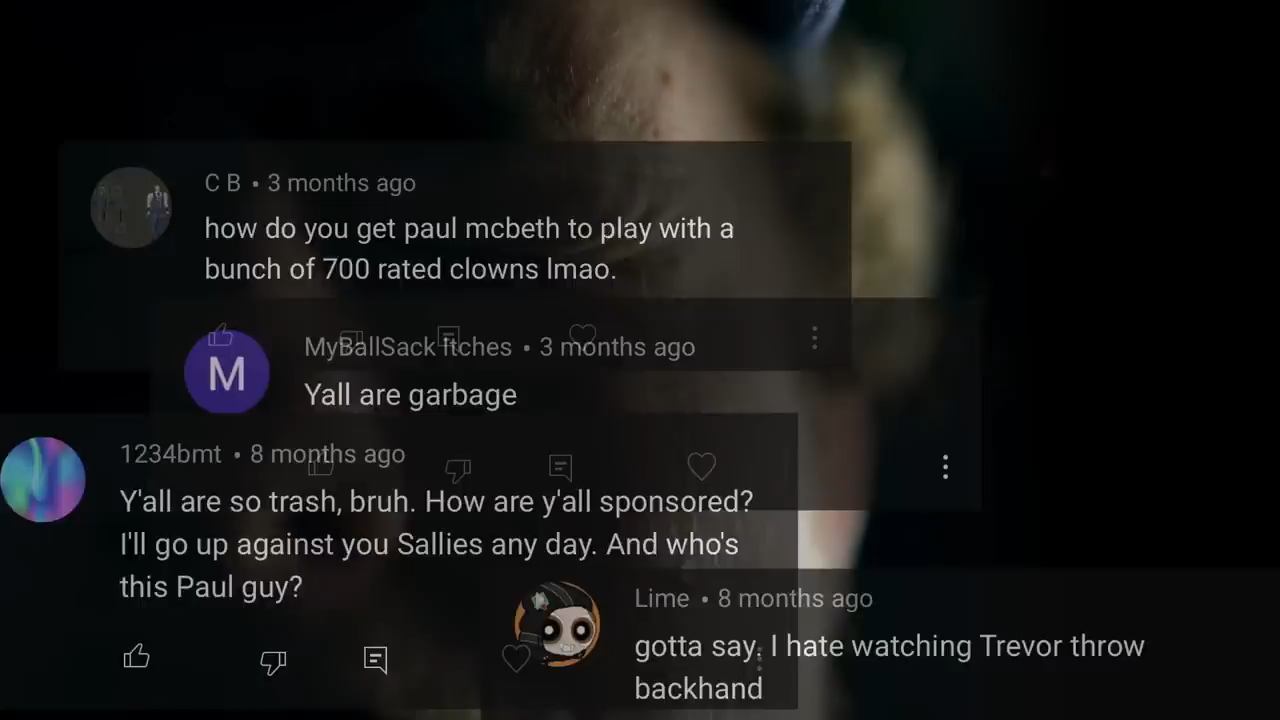 C B • 3 months ago
how do you get paul mcbeth to play with a
bunch of 700 rated clowns lmao.
M
MyBallSack Itches • 3 months ago
Yall are garbage
1234bmt • 8 months ago
Y'all are so trash, bruh. How are y'all sponsored?
I'll go up against you Sallies any day. And who's
this Paul guy?
Lime • 8 months ago
gotta say. I hate watching Trevor throw
backhand